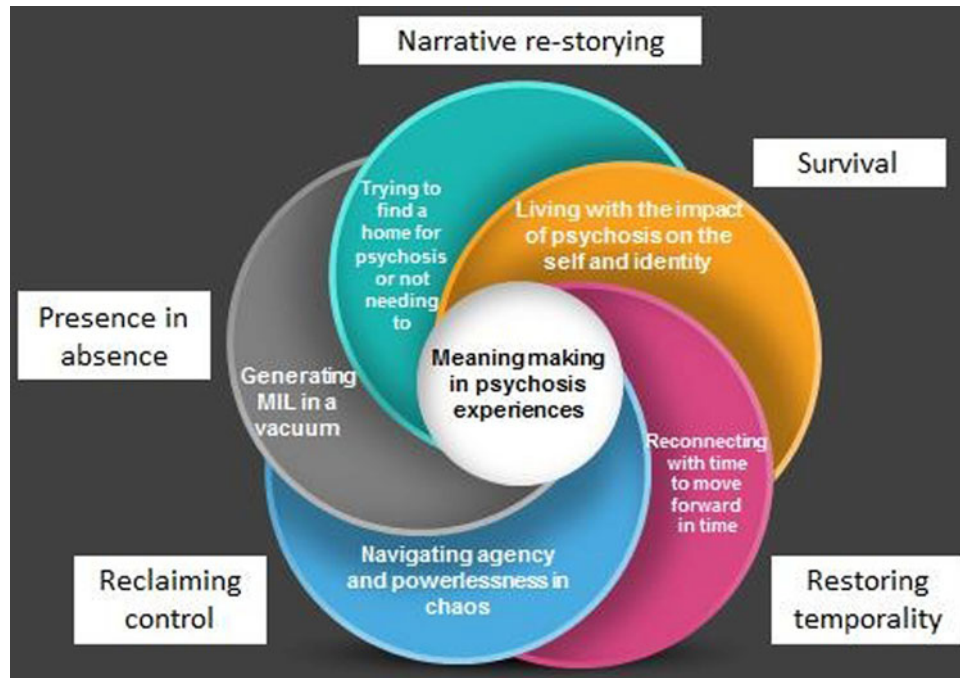 Narrative re-storying
Survival
Trying to
find a
home for
psychosis
or not
needing
to
Living with the impact
of psychosis on the
self and identity
Presence in
absence
Meaning making
in psychosis
experiences
Generating
MIL in a
vacuum
Reconnecting
with time
to move
forward
in time
Navigating agency
and powerlessness in
chaos
Reclaiming
control
Restoring
temporality